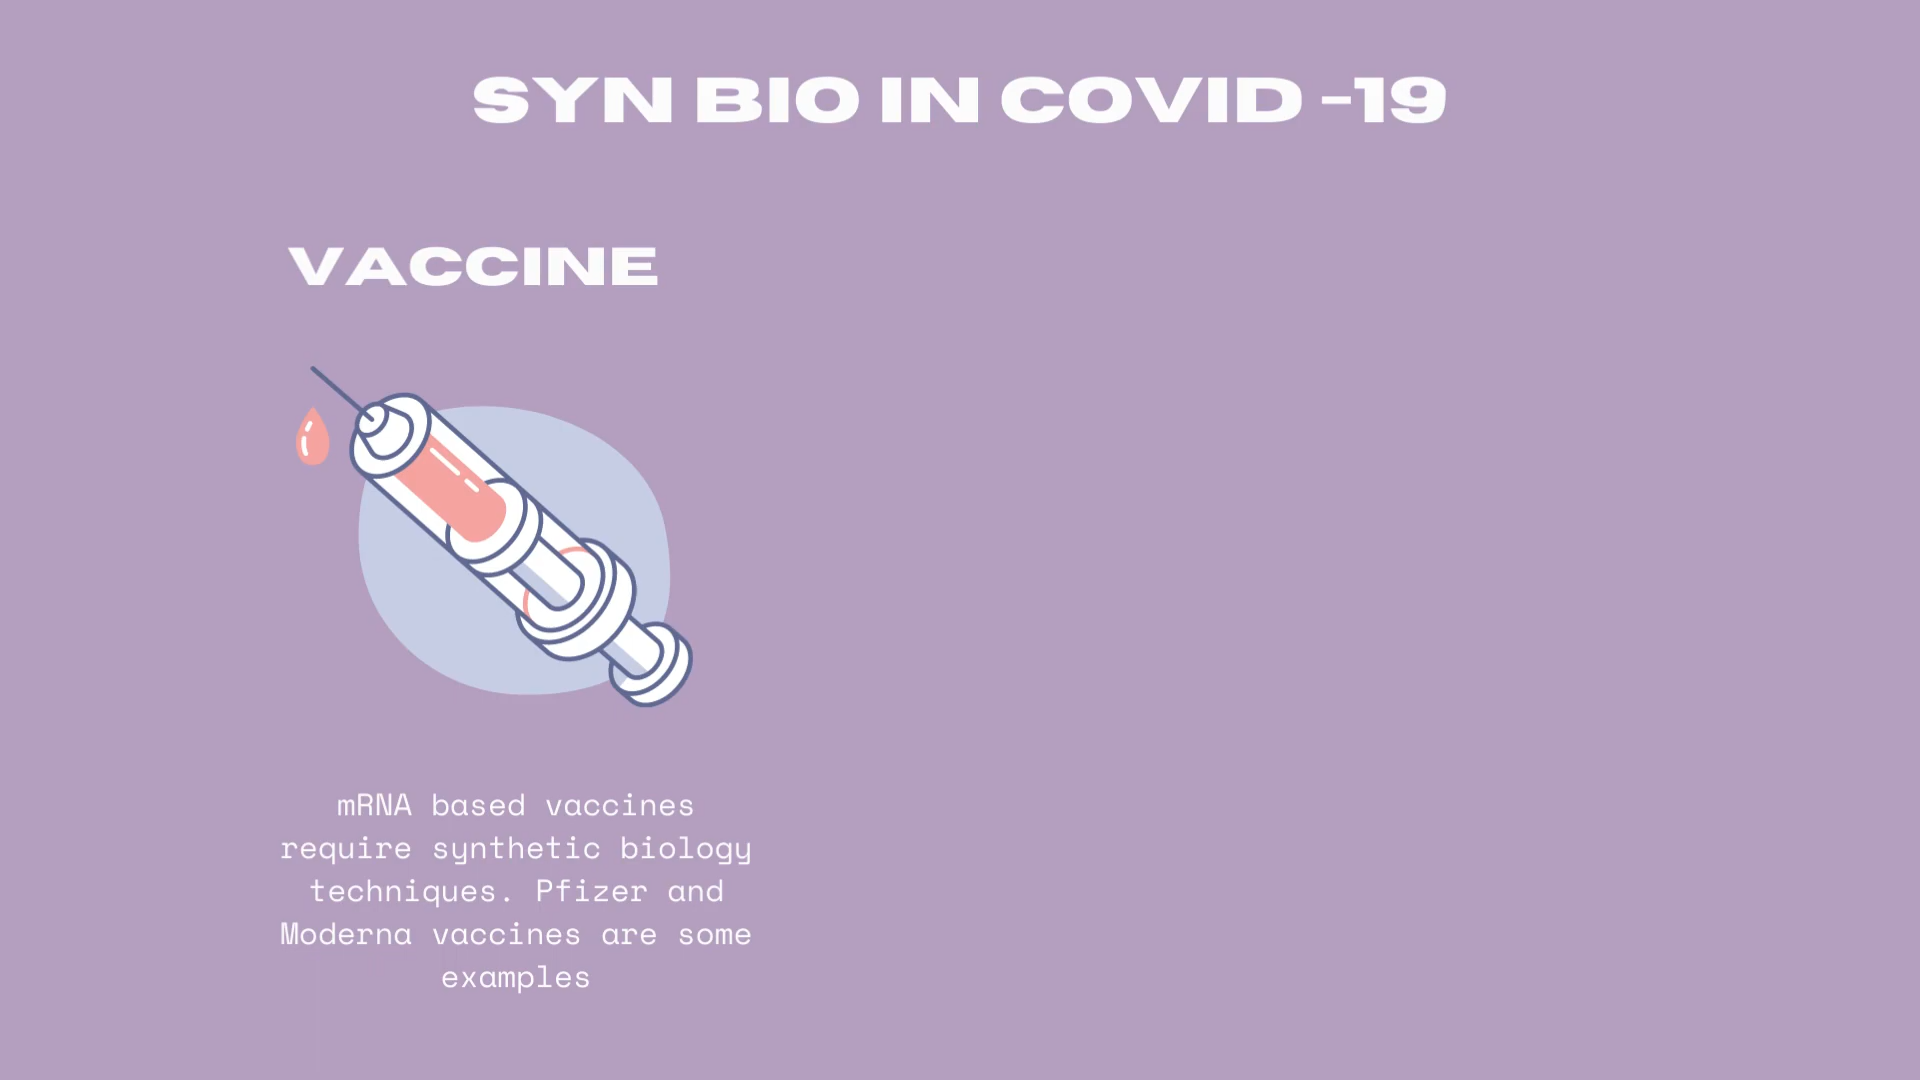 SYN BIO IN COVID -19
VACCINE
mRNA based vaccines
require synthetic biology
techniques. Pfizer and
Moderna vaccines are some
examples